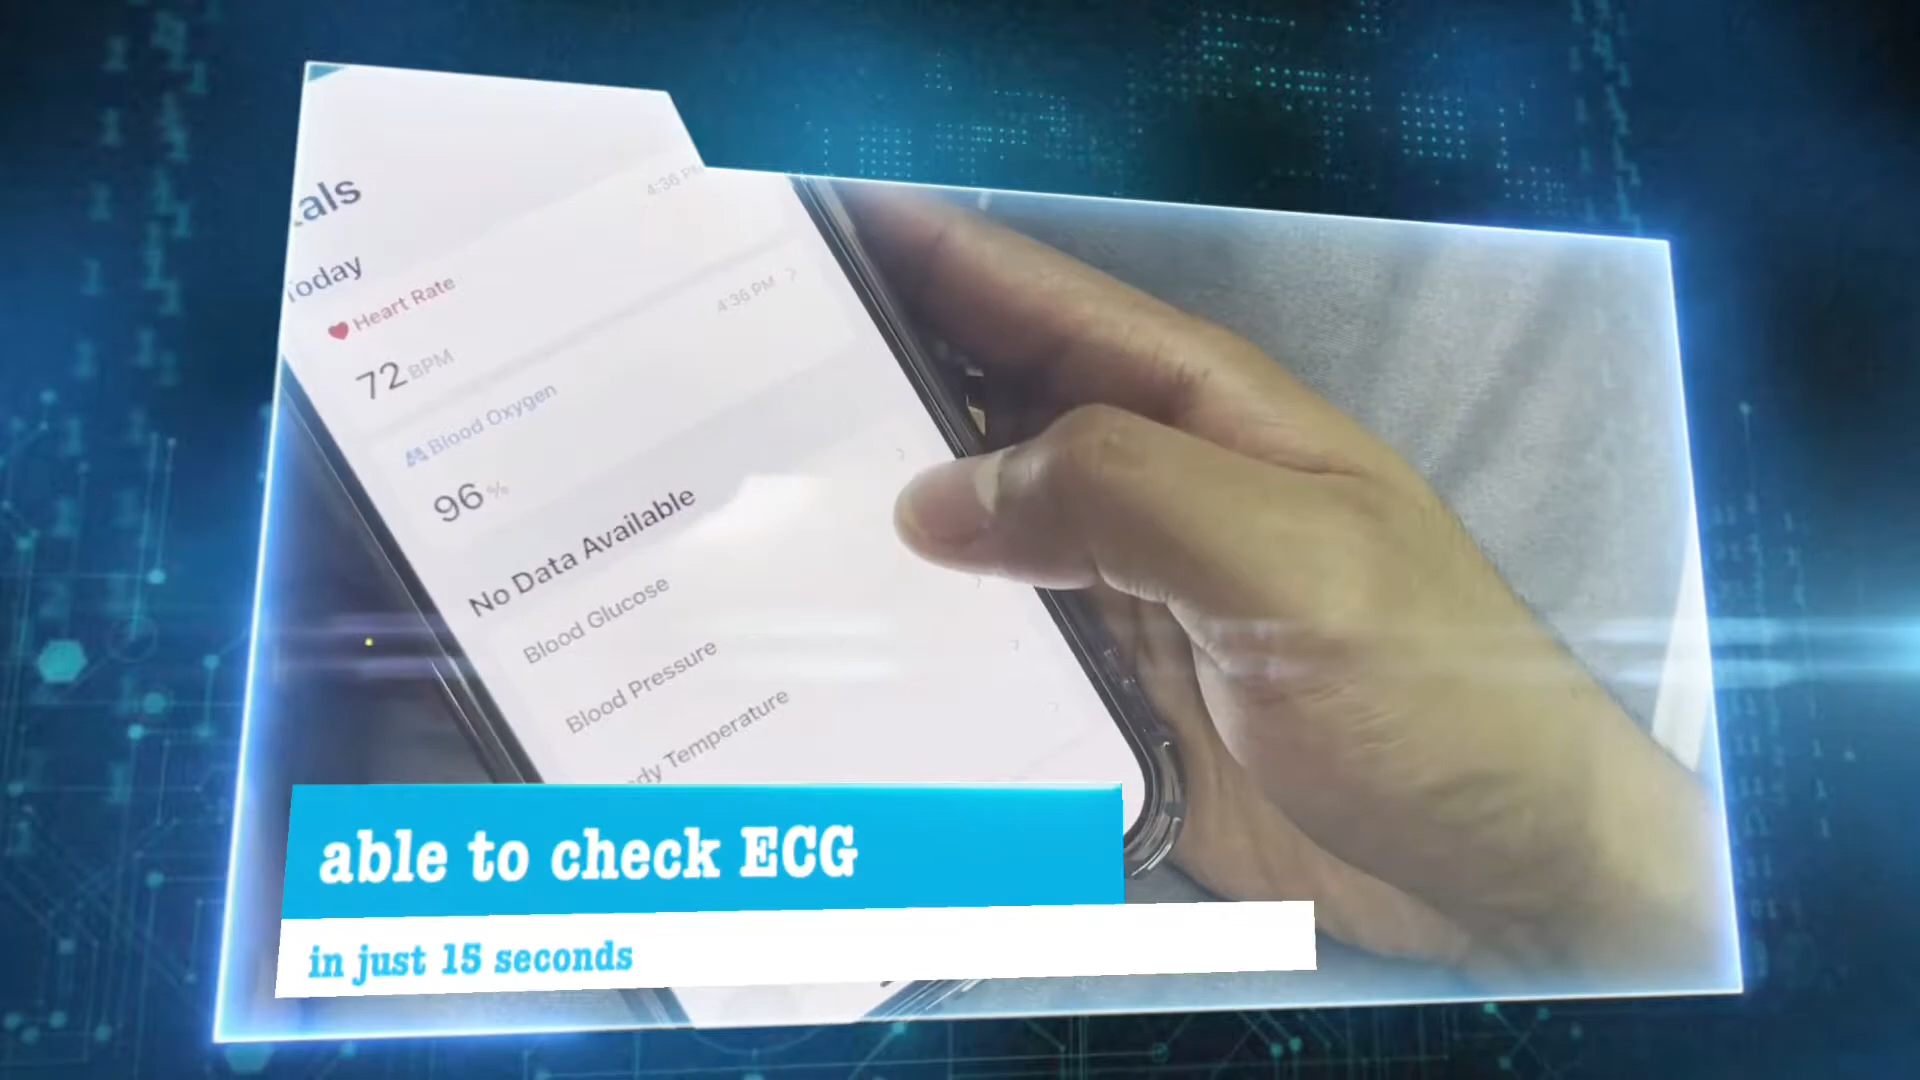 4:36 PM
Today
Heart Rate
72 BPM
4:36 PM
Blood Oxygen
96 %
No Data Available
Blood Glucose
Blood Pressure
Temperature
able to check ECG
in just 15 seconds